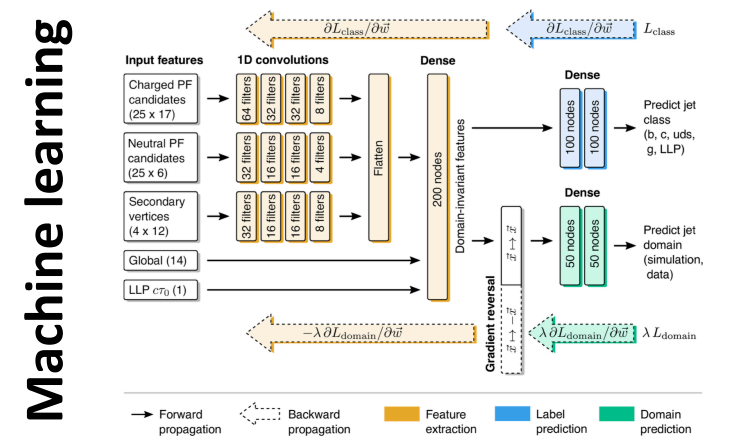 Machine learning
∂L_class/∂w⃗
∂L_class/∂w⃗
L_class
Input features
1D convolutions
Dense
Charged PF
candidates
(25 x 17)
64 filters
32 filters
32 filters
8 filters
Neutral PF
candidates
(25 x 6)
32 filters
16 filters
16 filters
4 filters
Secondary
vertices
(4 x 12)
32 filters
16 filters
16 filters
8 filters
Flatten
Global (14)
LLP cτ₀ (1)
200 nodes
Domain-invariant features
Dense
100 nodes
100 nodes
Predict jet
class
(b, c, uds,
g, LLP)
Dense
x⃗ ↦ x⃗
50 nodes
50 nodes
Predict jet
domain
(simulation,
data)
Gradient reversal
x⃗ ↦ −x⃗
−λ ∂L_domain/∂w⃗
λ ∂L_domain/∂w⃗
λ L_domain
Forward
propagation
Backward
propagation
Feature
extraction
Label
prediction
Domain
prediction